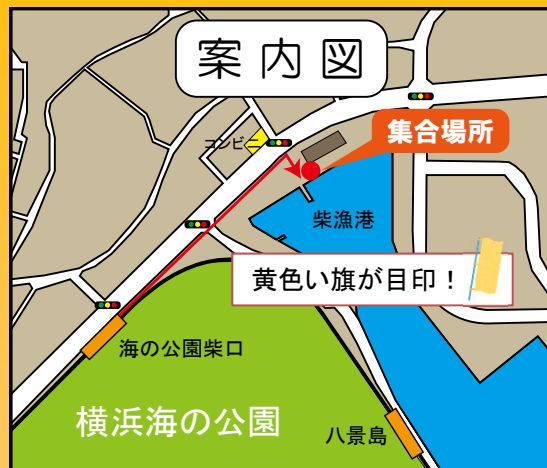 案内図
コンビニ
集合場所
柴漁港
黄色い旗が目印！
海の公園柴口
横浜海の公園
八景島